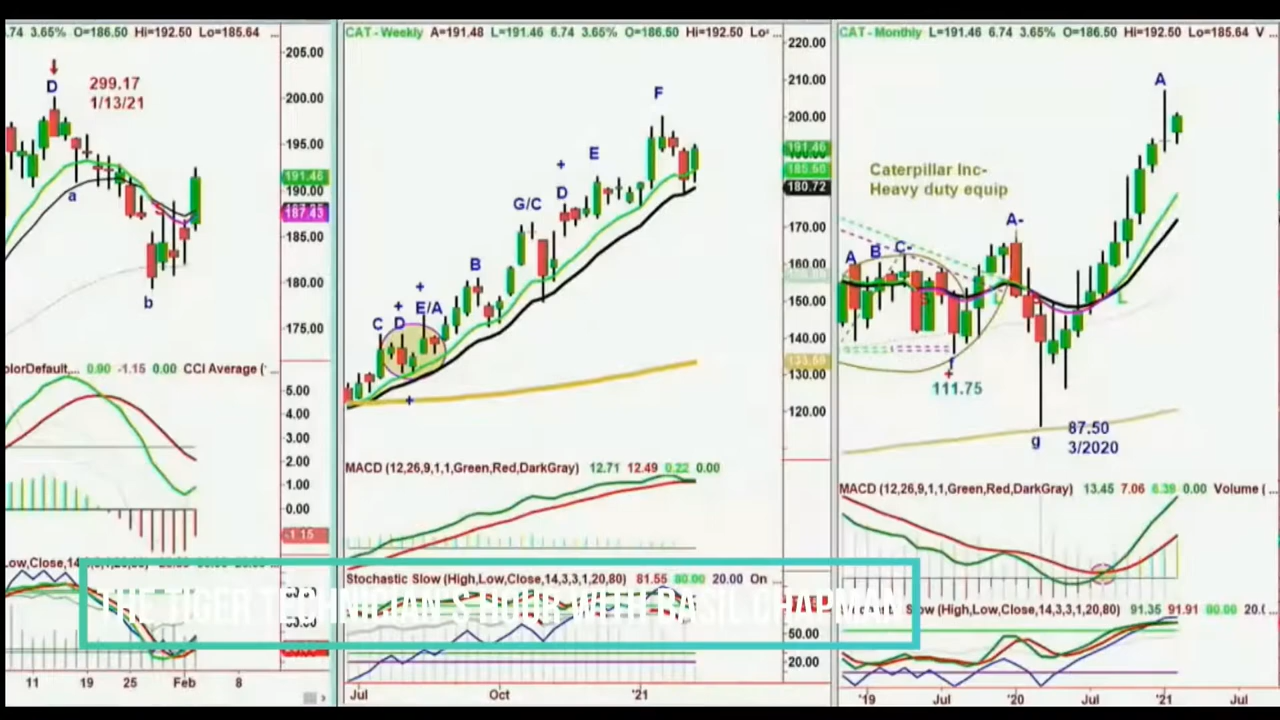 .74 3.65% O=186.50 Hi=192.50 Lo=185.64 ...
205.00
D
299.17
1/13/21
200.00
195.00
191.46
190.00
187.43
a
185.00
180.00
b
175.00
olorDefault,... 0.90 -1.15 0.00 CCI Average (
5.00
4.00
3.00
2.00
1.00
0.00
-1.15
11 19 25 Feb 8
CAT - Weekly A=191.48 L=191.46 6.74 3.65% O=186.50 Hi=192.50 Lo ...
220.00
210.00
200.00
191.46
180.72
170.00
160.00
150.00
140.00
130.00
120.00
F
E
+
D
G/C
B
+
+ E/A
C D
+
MACD (12,26,9,1,1,Green,Red,DarkGray) 12.71 12.49 0.22 0.00
Stochastic Slow (High,Low,Close,14,3,3,1,20,80) 81.55 80.00 20.00 On ...
50.00
20.00
Jul Oct '21
CAT - Monthly L=191.46 6.74 3.65% O=186.50 Hi=192.50 Lo=185.64 V ...
A
Caterpillar Inc-
Heavy duty equip
A-
A B C-
L
L
f
+
111.75
87.50
3/2020
g
MACD (12,26,9,1,1,Green,Red,DarkGray) 13.45 7.06 6.39 0.00 Volume ( ...
Slow (High,Low,Close,14,3,3,1,20,80) 91.35 91.91 80.00 20.( ...
'19 Jul '20 Jul '21 Jul
THE TIGER TECHNICIAN'S HOUR WITH BASIL CHAPMAN